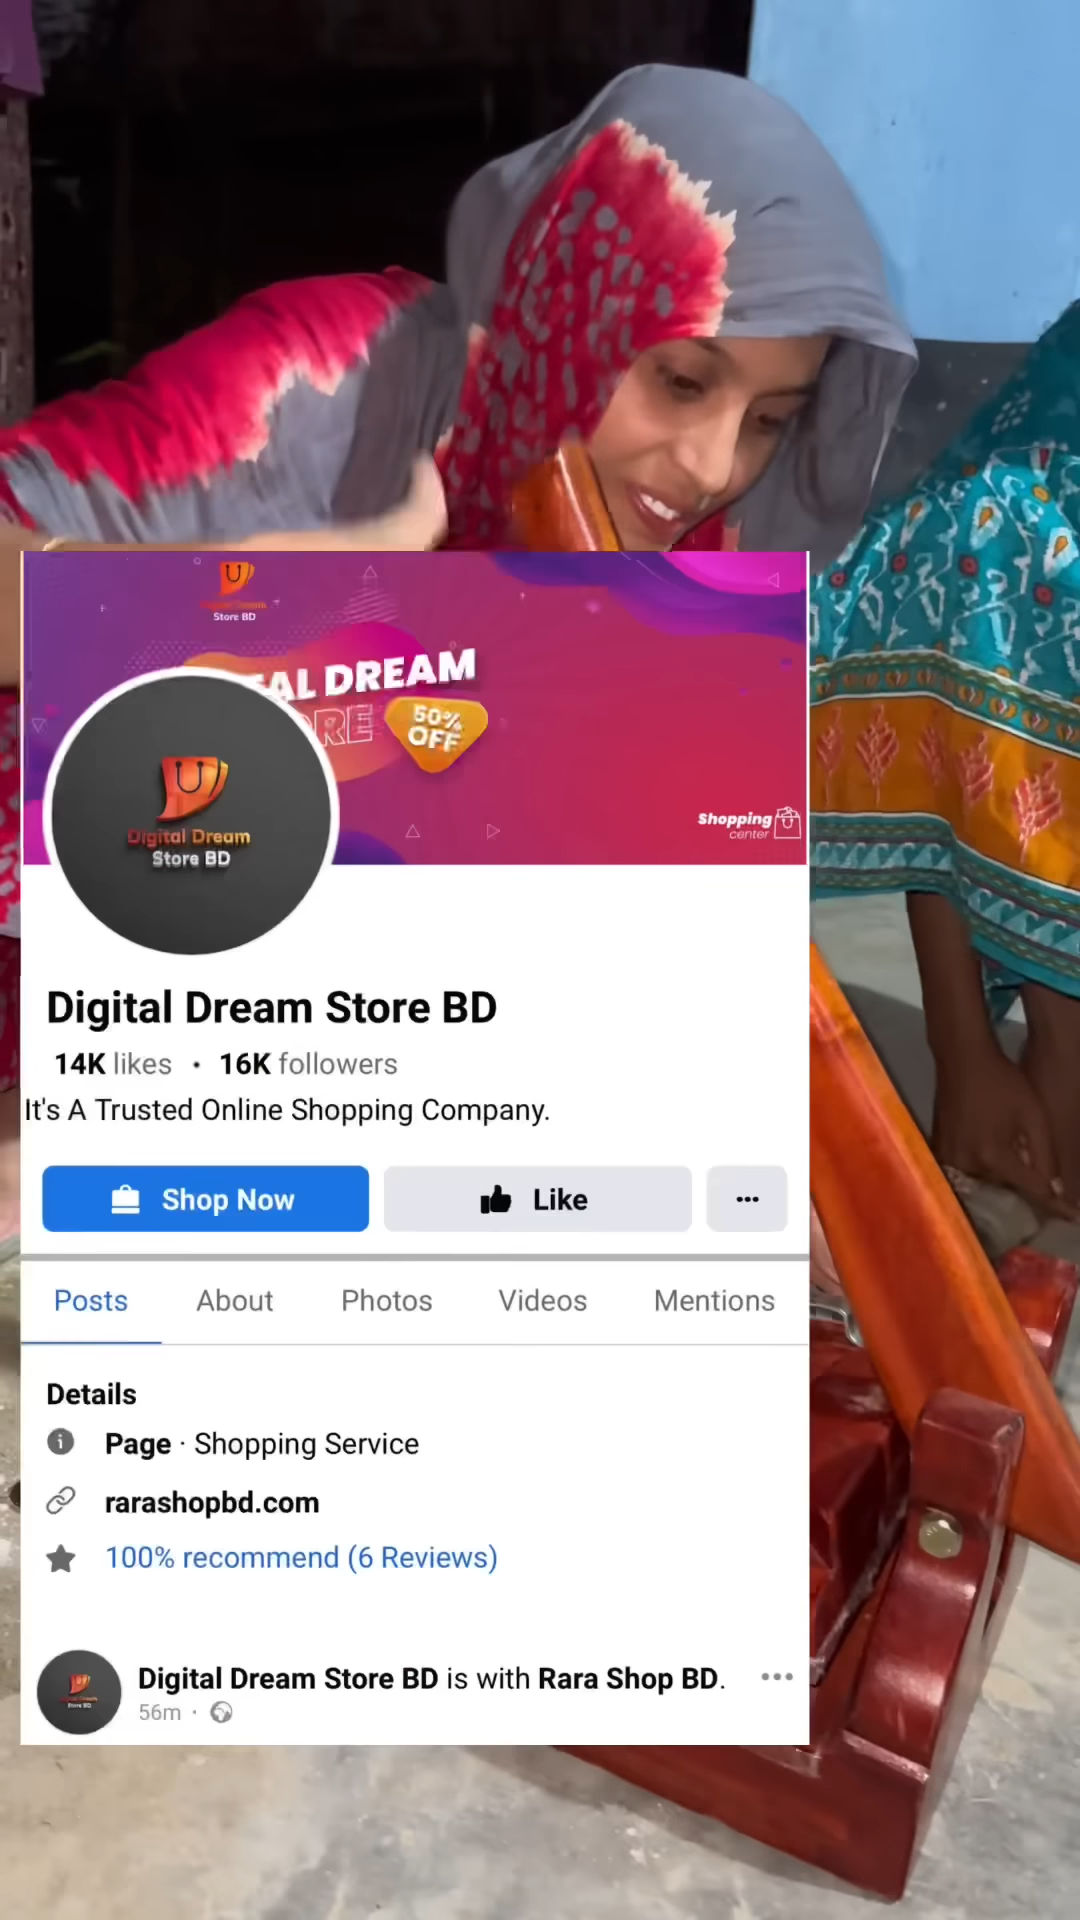 Store BD
TAL DREAM
ORE
50%
OFF
Digital Dream
Store BD
Shopping
center
Digital Dream Store BD
14K likes · 16K followers
It's A Trusted Online Shopping Company.
Shop Now
Like
Posts
About
Photos
Videos
Mentions
Details
Page · Shopping Service
rarashopbd.com
100% recommend (6 Reviews)
Digital Dream Store BD is with Rara Shop BD.
56m ·